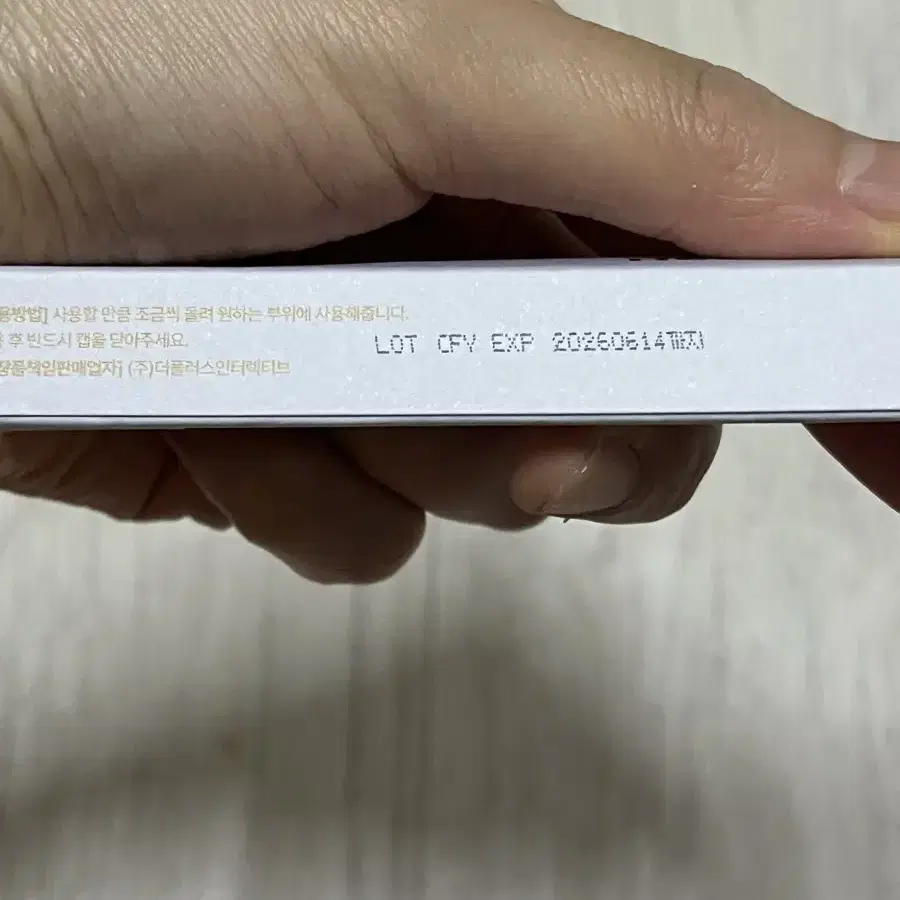 용방법] 사용할 만큼 조금씩 돌려 원하는 부위에 사용해줍니다.
후 반드시 캡을 닫아주세요.
장품책임판매업자] (주)더플러스인터랙티브
LOT CFV EXP 20260614까지